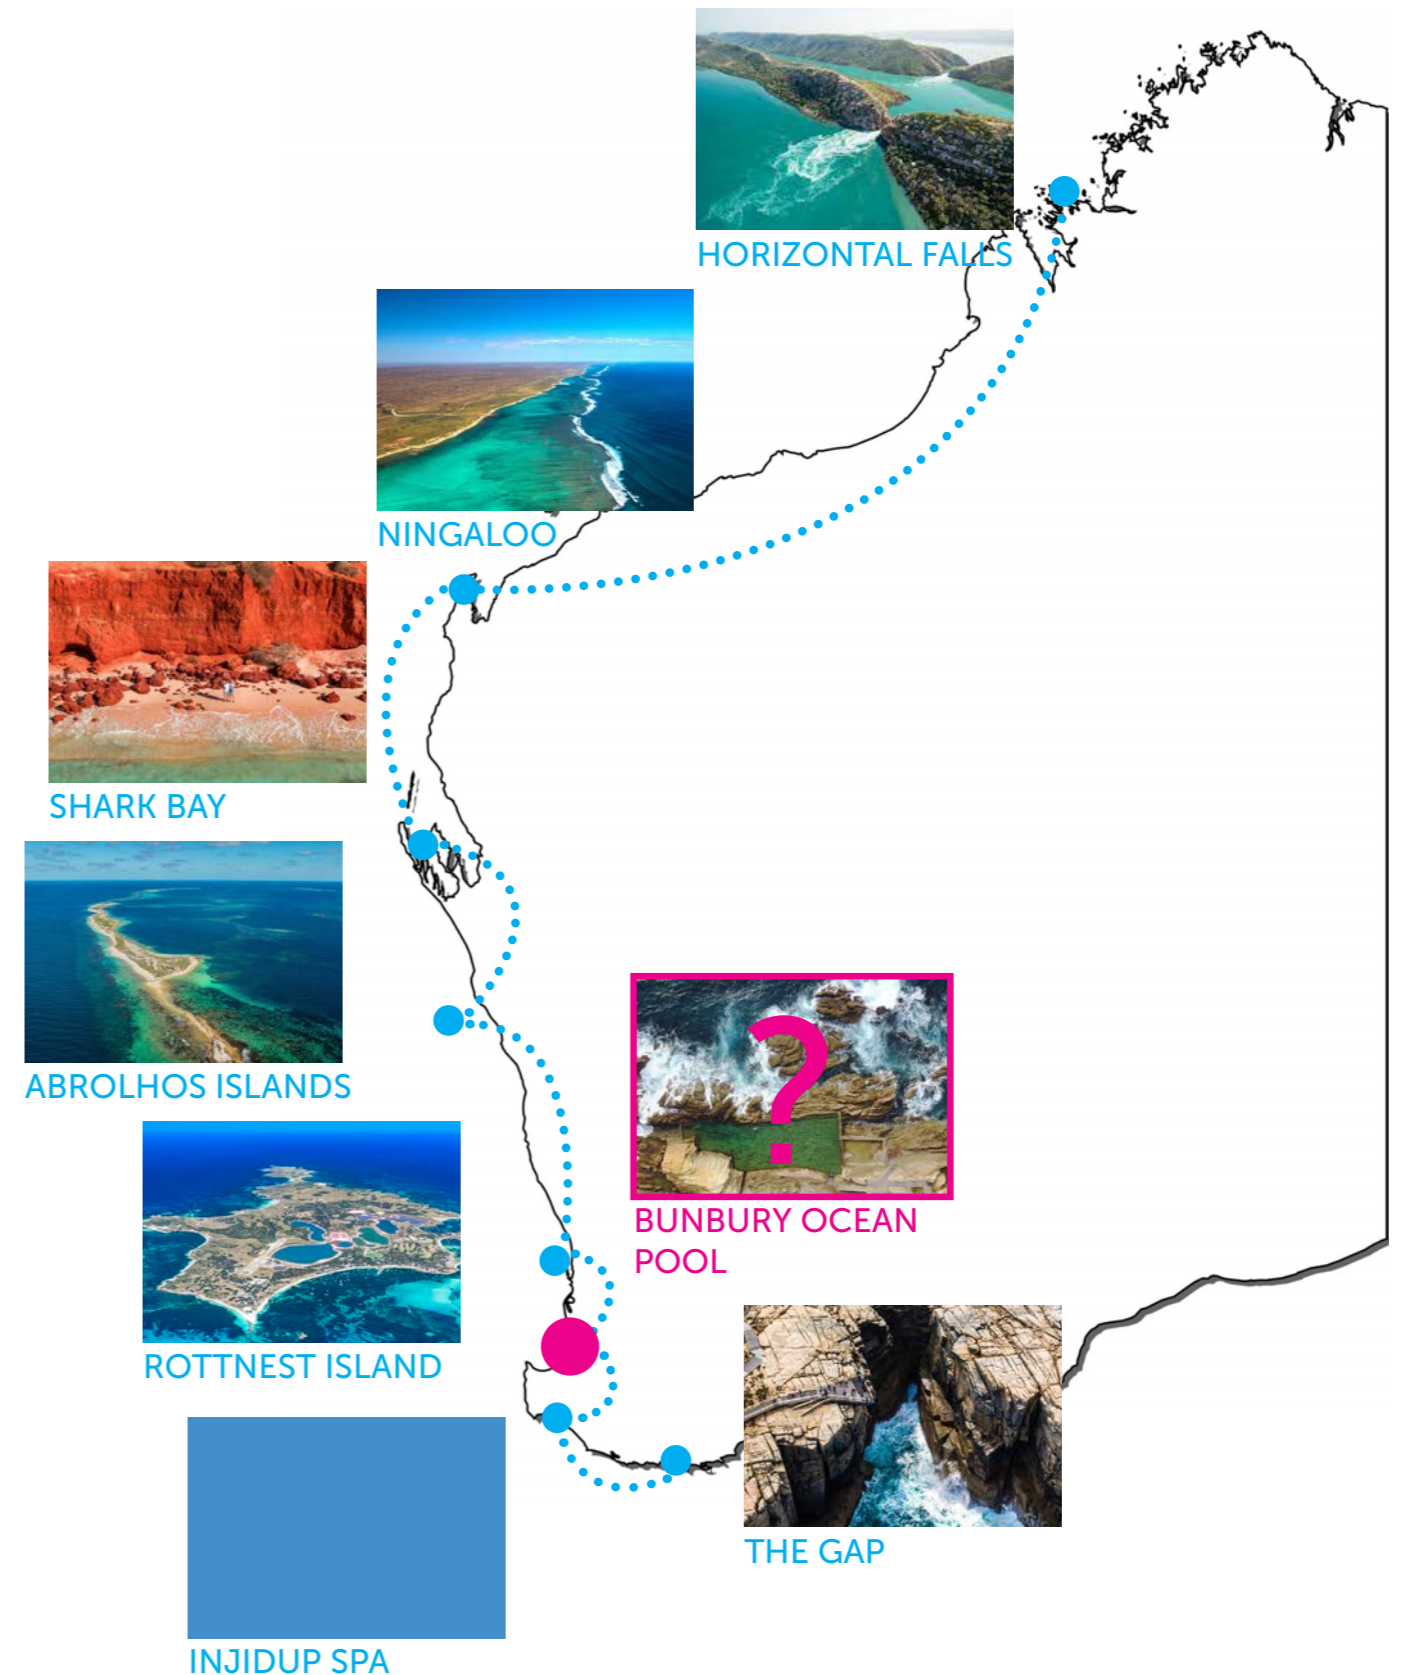 HORIZONTAL FALLS
NINGALOO
SHARK BAY
ABROLHOS ISLANDS
?
BUNBURY OCEAN
POOL
ROTTNEST ISLAND
THE GAP
INJIDUP SPA